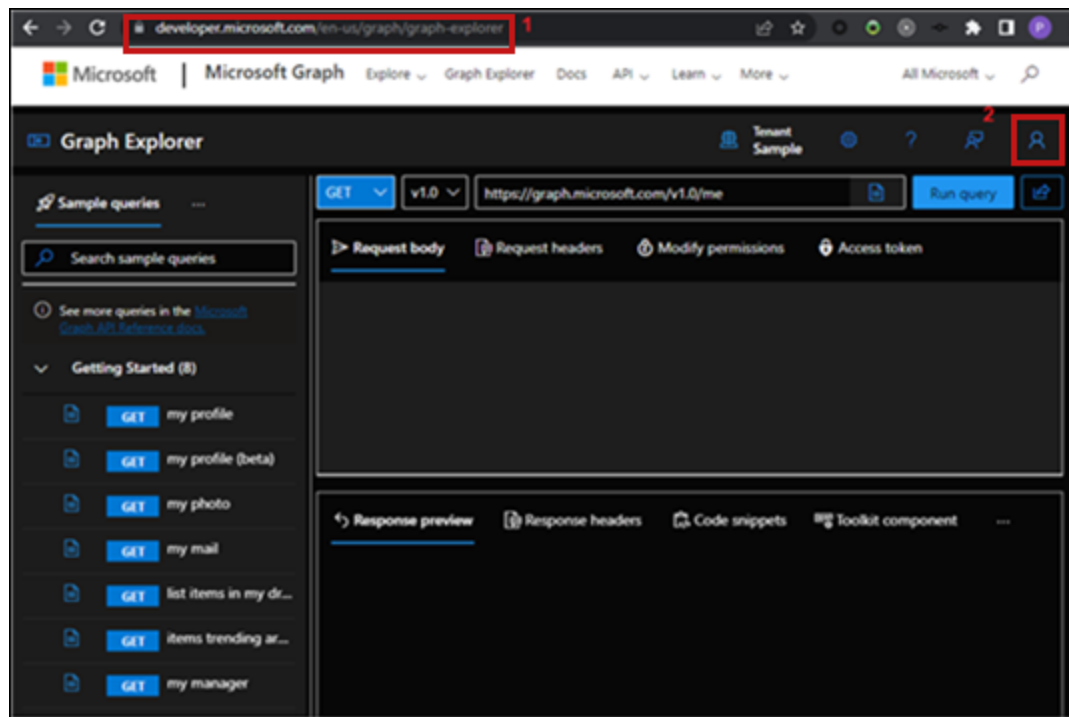 developer.microsoft.com/en-us/graph/graph-explorer 1
P
Microsoft | Microsoft Graph Explore Graph Explorer Docs API Learn More All Microsoft
2
Graph Explorer Tenant
Sample ?
Sample queries ...
GET v1.0 https://graph.microsoft.com/v1.0/me Run query
Search sample queries
Request body Request headers Modify permissions Access token
See more queries in the Microsoft
Graph API Reference docs.
Getting Started (8)
GET my profile
GET my profile (beta)
GET my photo
GET my mail
GET list items in my dr...
GET items trending ar...
GET my manager
Response preview Response headers Code snippets Toolkit component ...